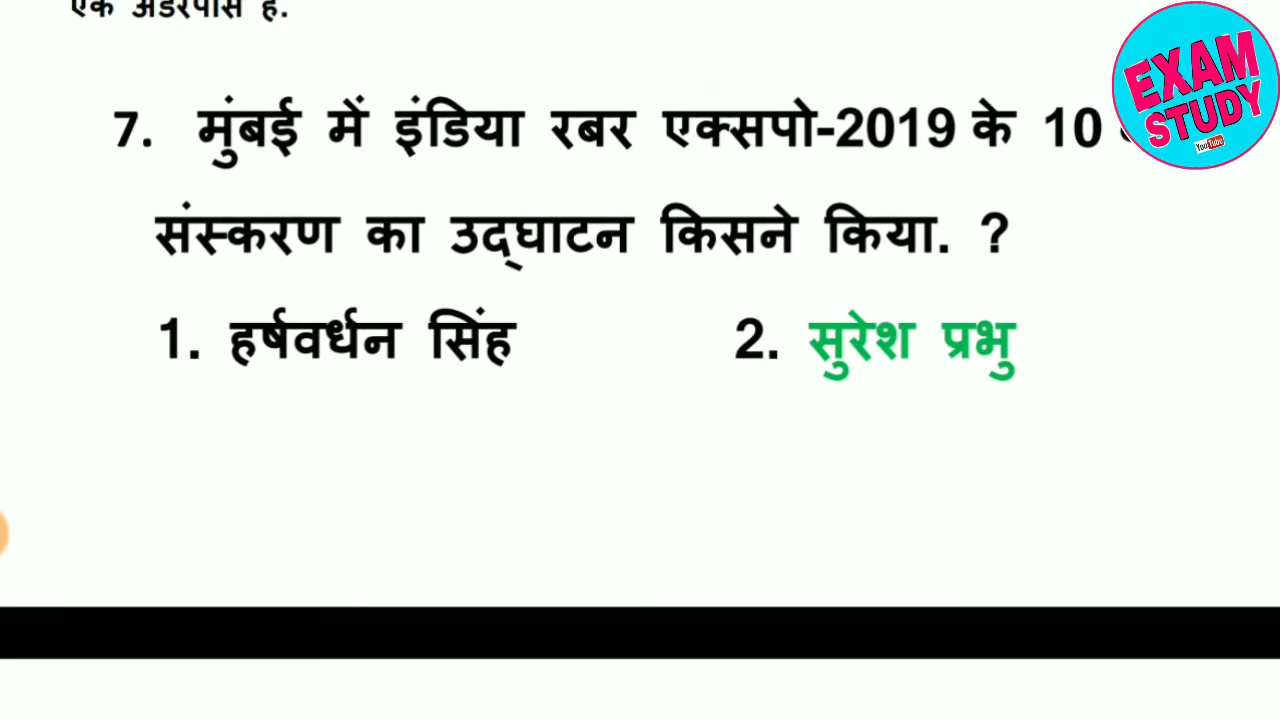 एक अंडरपास है.
7. मुंबई में इंडिया रबर एक्सपो-2019 के 10
संस्करण का उद्घाटन किसने किया. ?
1. हर्षवर्धन सिंह 2. सुरेश प्रभु
EXAM
STUDY
YouTube